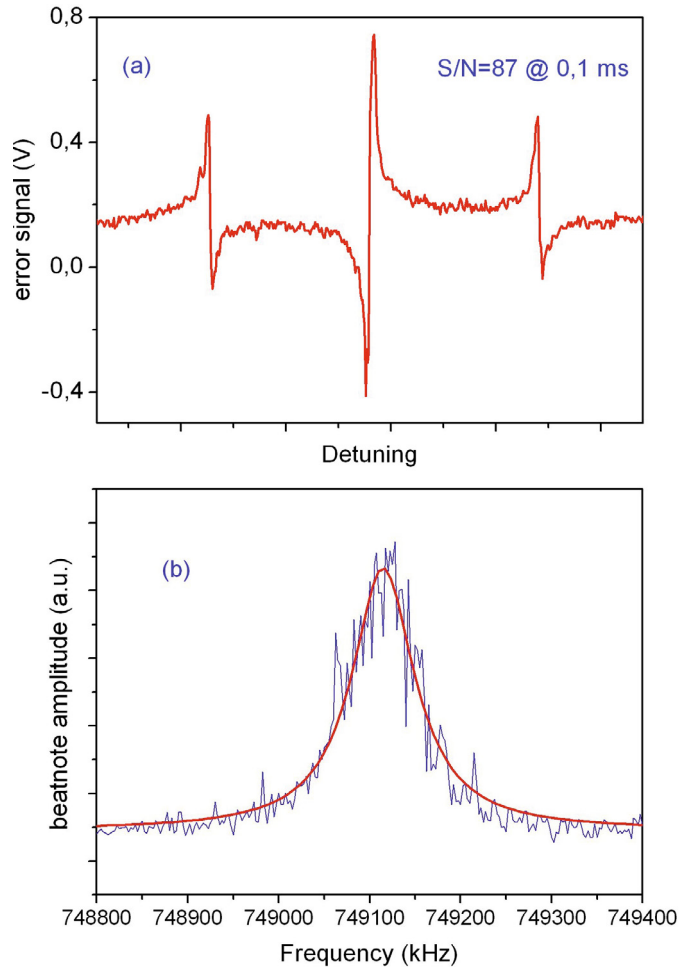 0,8
(a)
S/N=87 @ 0,1 ms
0,4
error signal (V)
0,0
-0,4
Detuning
(b)
beatnote amplitude (a.u.)
748800 748900 749000 749100 749200 749300 749400
Frequency (kHz)